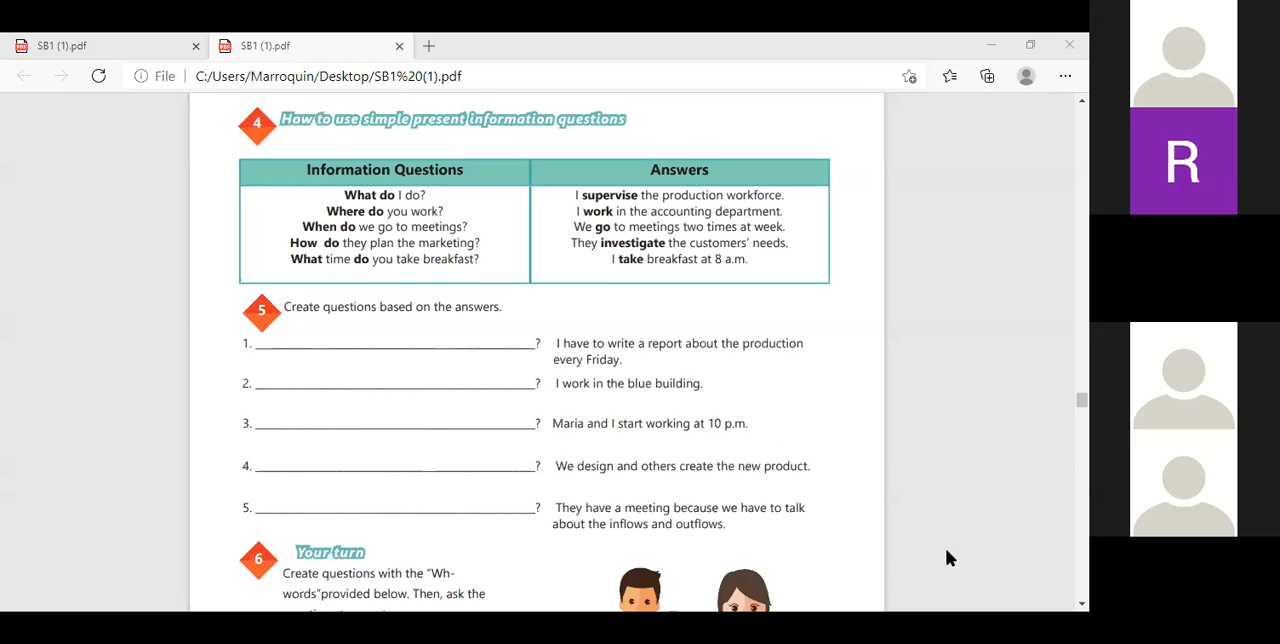 SB1 (1).pdf
SB1 (1).pdf
File
C:/Users/Marroquin/Desktop/SB1%20(1).pdf
R
4 How to use simple present information questions
Information Questions
What do I do?
Where do you work?
When do we go to meetings?
How do they plan the marketing?
What time do you take breakfast?
Answers
I supervise the production workforce.
I work in the accounting department.
We go to meetings two times at week.
They investigate the customers' needs.
I take breakfast at 8 a.m.
5 Create questions based on the answers.
1. ________________________________________? I have to write a report about the production
every Friday.
2. ________________________________________? I work in the blue building.
3. ________________________________________? Maria and I start working at 10 p.m.
4. ________________________________________? We design and others create the new product.
5. ________________________________________? They have a meeting because we have to talk
about the inflows and outflows.
6 Your turn
Create questions with the "Wh-
words"provided below. Then, ask the